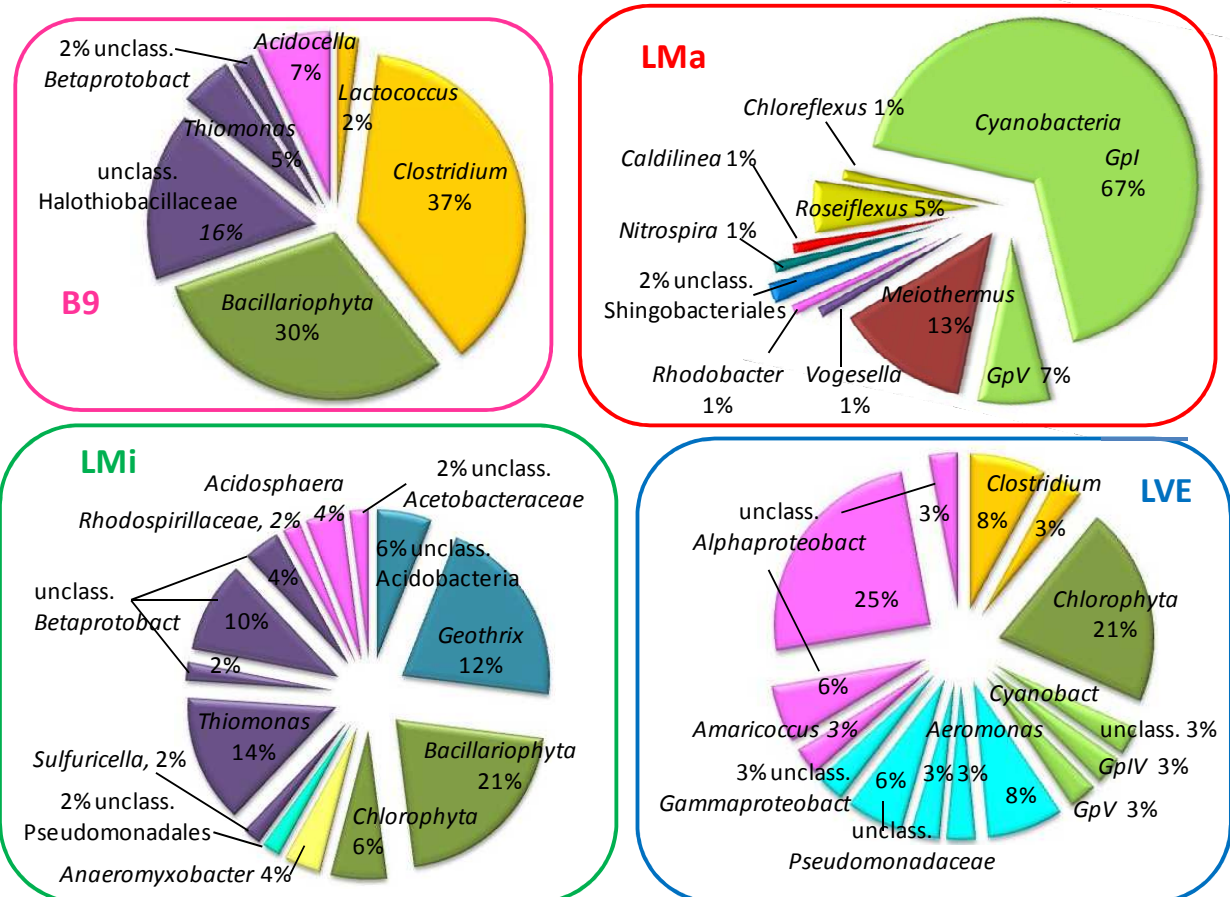 2% unclass.
Betaprotobact
Acidocella
7%
Lactococcus
2%
Thiomonas
5%
unclass.
Halothiobacillaceae
16%
Clostridium
37%
Bacillariophyta
30%
B9
LMa
Chloreflexus 1%
Cyanobacteria
GpI
67%
Caldilinea 1%
Roseiflexus 5%
Nitrospira 1%
2% unclass.
Shingobacteriales
Meiothermus
13%
Rhodobacter
1%
Vogesella
1%
GpV 7%
LMi
2% unclass.
Acetobacteraceae
Acidosphaera
4%
Rhodospirillaceae, 2%
6% unclass.
Acidobacteria
unclass.
Betaprotobact
4%
10%
2%
Geothrix
12%
Thiomonas
14%
Bacillariophyta
21%
Sulfuricella, 2%
2% unclass.
Pseudomonadales
Chlorophyta
6%
Anaeromyxobacter 4%
LVE
Clostridium
8%
3%
3%
unclass.
Alphaproteobact
25%
6%
Chlorophyta
21%
Cyanobact
unclass. 3%
GpIV 3%
GpV 3%
Amaricoccus 3%
Aeromonas
3% unclass.
Gammaproteobact
6%
3%
3%
8%
unclass.
Pseudomonadaceae